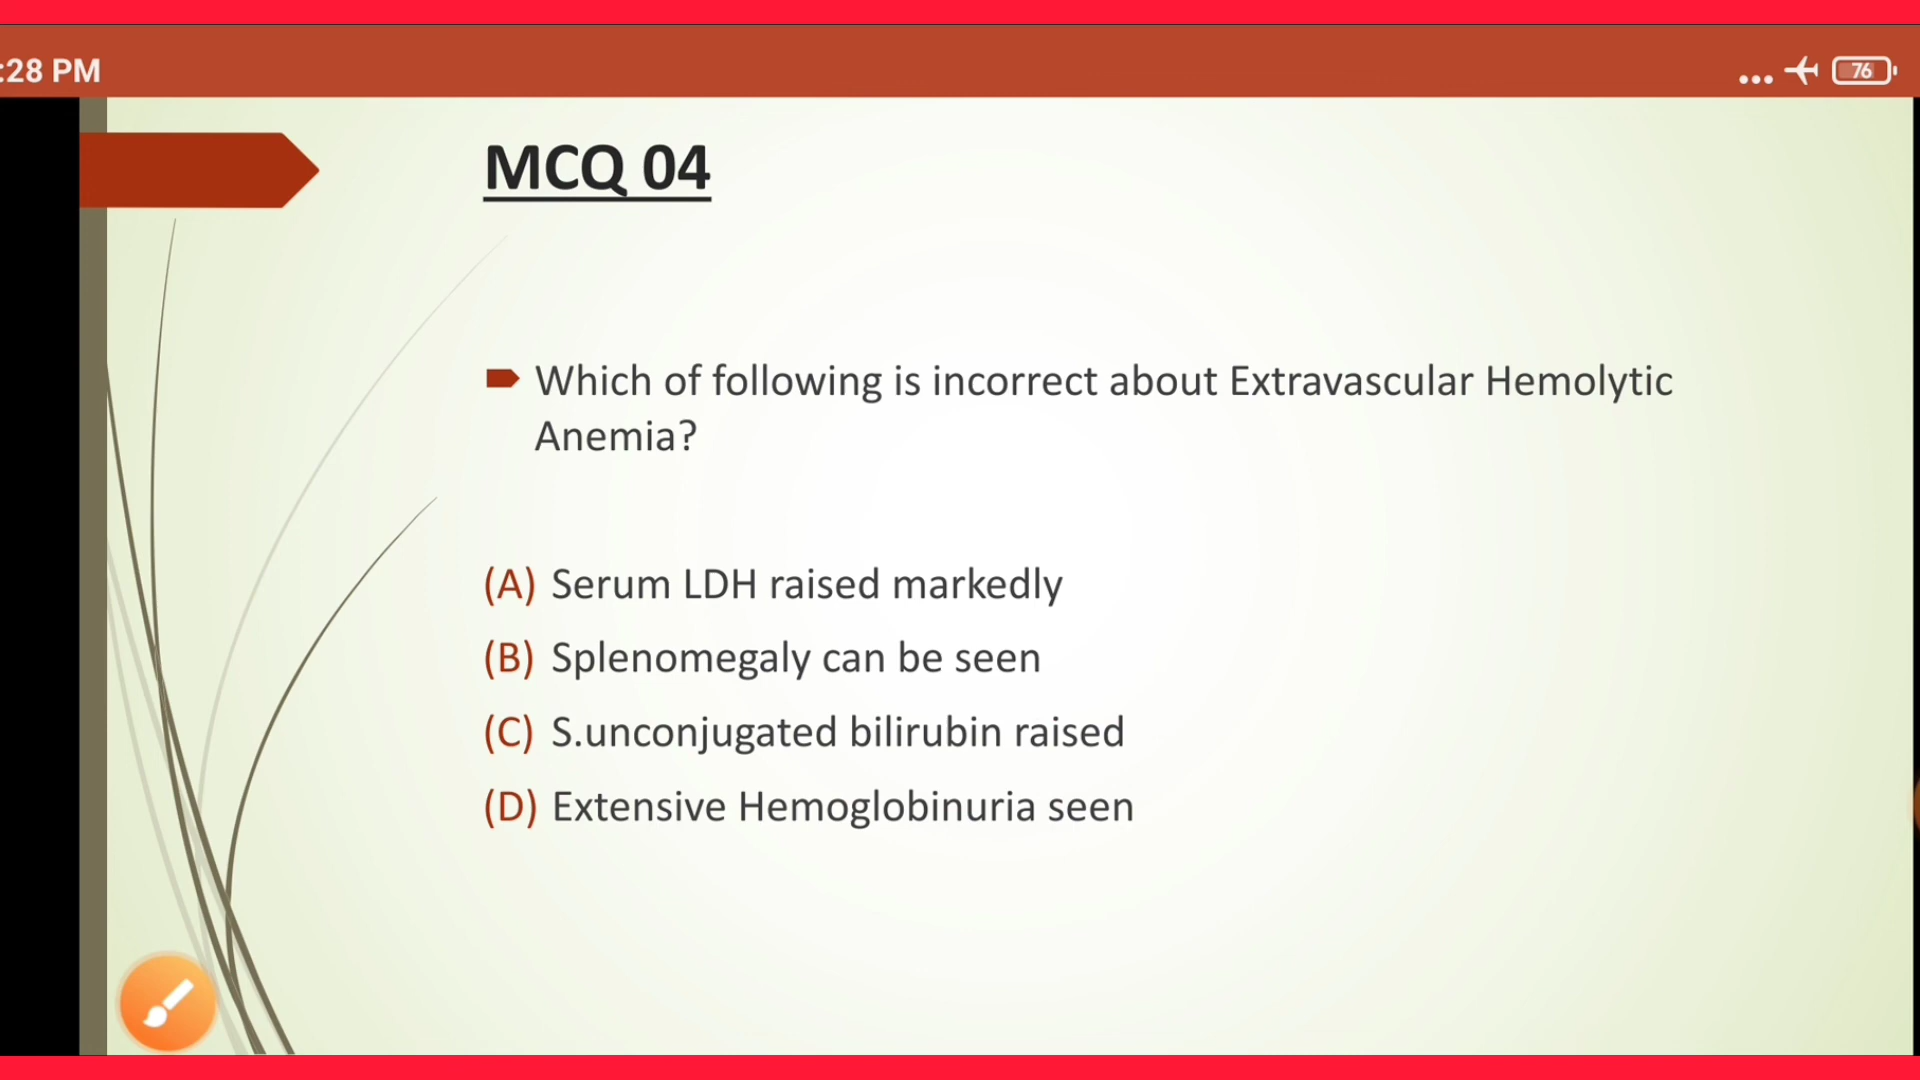 :28 PM
... 76
MCQ 04
Which of following is incorrect about Extravascular Hemolytic
Anemia?
(A) Serum LDH raised markedly
(B) Splenomegaly can be seen
(C) S.unconjugated bilirubin raised
(D) Extensive Hemoglobinuria seen